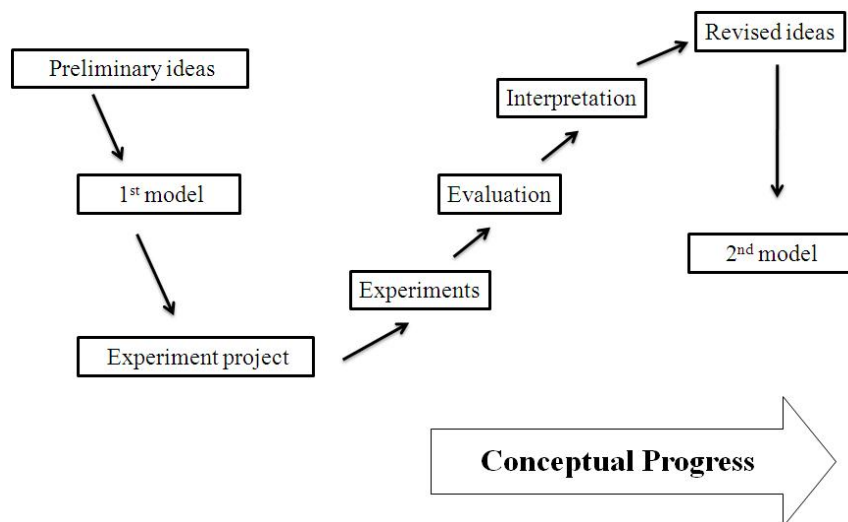 Preliminary ideas
1st model
Experiment project
Experiments
Evaluation
Interpretation
Revised ideas
2nd model
Conceptual Progress